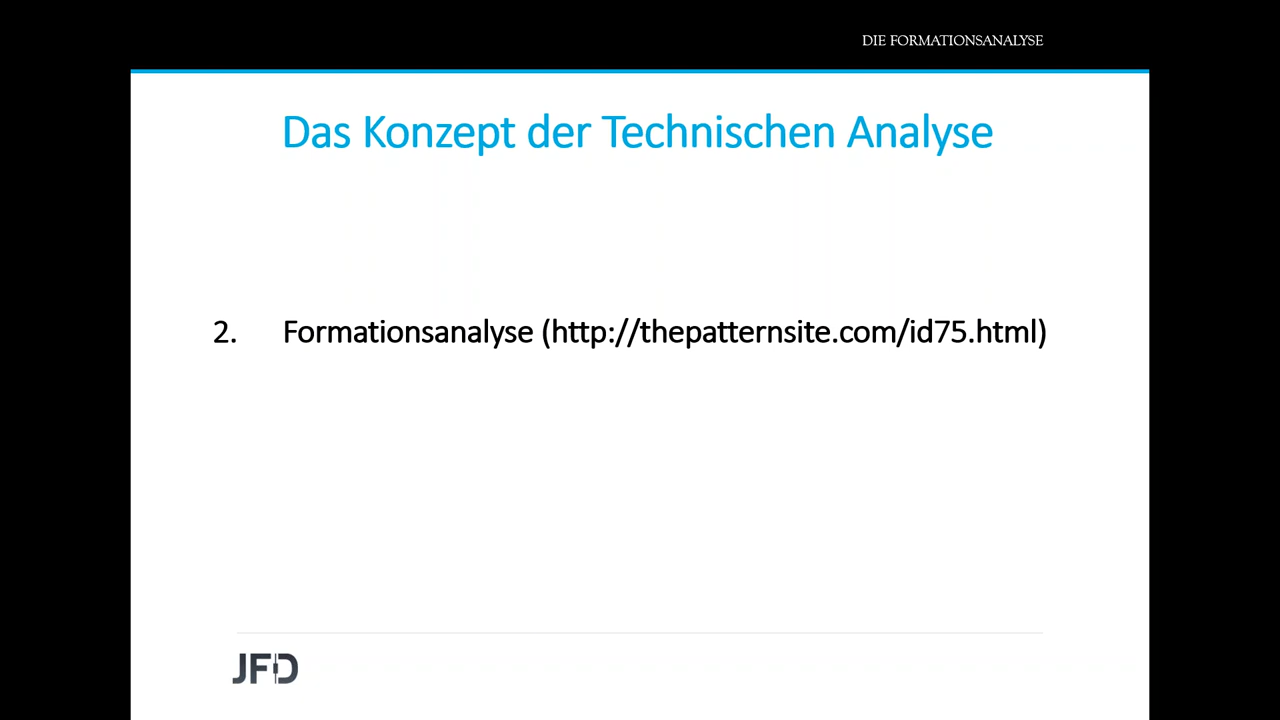 DIE FORMATIONSANALYSE
Das Konzept der Technischen Analyse
2. Formationsanalyse (http://thepatternsite.com/id75.html)
JFD